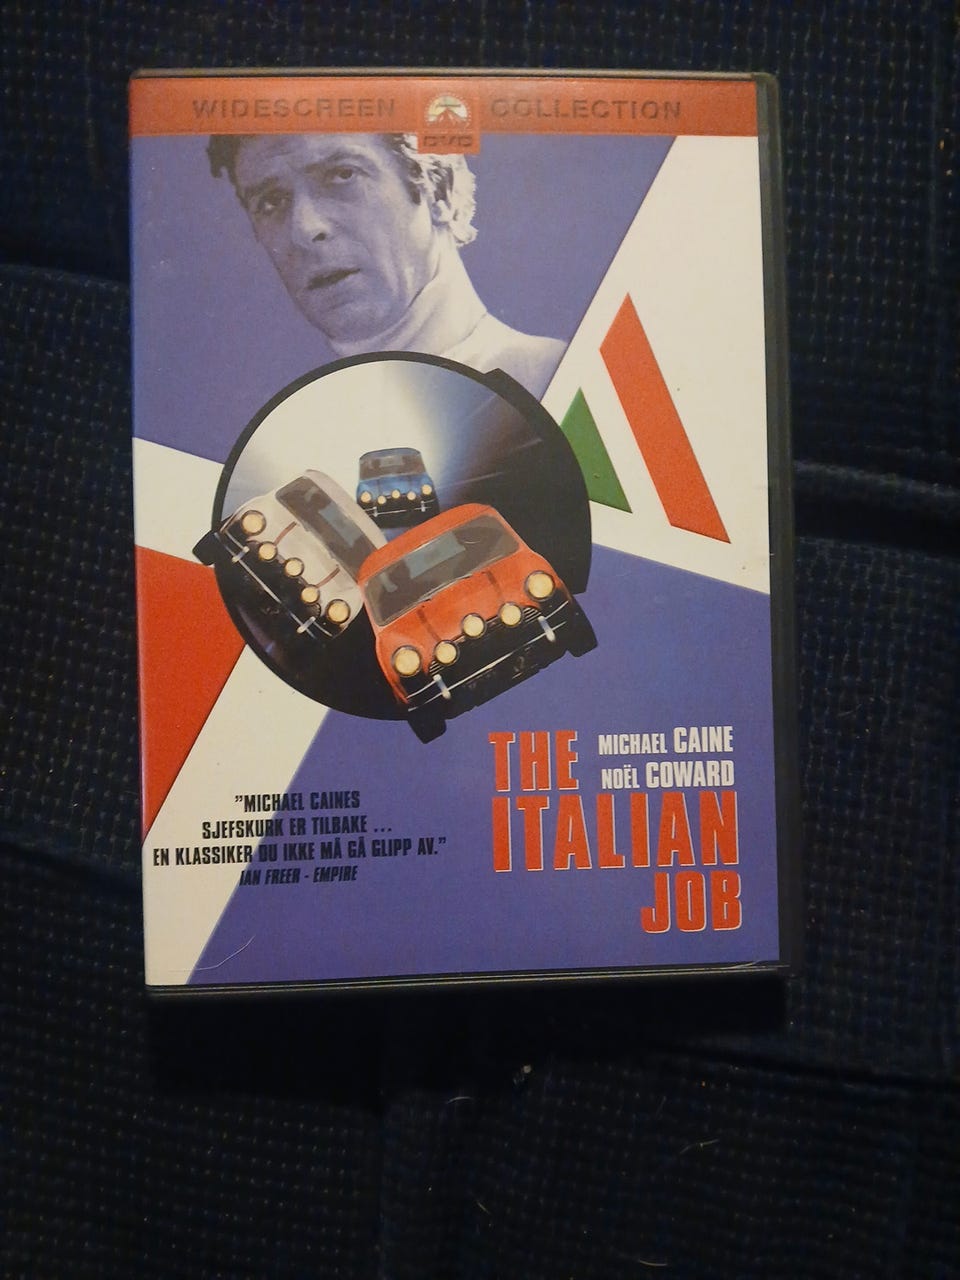 WIDESCREEN COLLECTION
DVD
THE
MICHAEL CAINE
NOËL COWARD
ITALIAN
JOB
"MICHAEL CAINES
SJEFSKURK ER TILBAKE ...
EN KLASSIKER DU IKKE MÅ GÅ GLIPP AV."
IAN FREER - EMPIRE